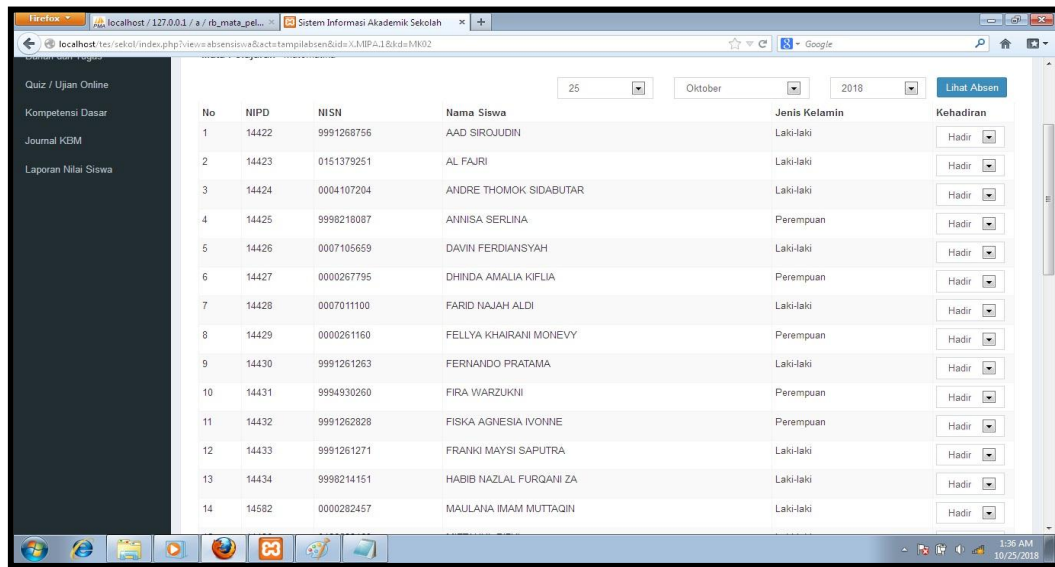 Firefox
localhost / 127.0.0.1 / a / rb_mata_pel...
Sistem Informasi Akademik Sekolah
localhost/tes/sekol/index.php?view=absensiswa&act=tampilabsen&id=X.MIPA.1&kd=MK02
Google
Quiz / Ujian Online
Kompetensi Dasar
Journal KBM
Laporan Nilai Siswa
25 Oktober 2018 Lihat Absen
No NIPD NISN Nama Siswa Jenis Kelamin Kehadiran
1 14422 9991268756 AAD SIROJUDIN Laki-laki Hadir
2 14423 0151379251 AL FAJRI Laki-laki Hadir
3 14424 0004107204 ANDRE THOMOK SIDABUTAR Laki-laki Hadir
4 14425 9998218087 ANNISA SERLINA Perempuan Hadir
5 14426 0007105659 DAVIN FERDIANSYAH Laki-laki Hadir
6 14427 0000267795 DHINDA AMALIA KIFLIA Perempuan Hadir
7 14428 0007011100 FARID NAJAH ALDI Laki-laki Hadir
8 14429 0000261160 FELLYA KHAIRANI MONEVY Perempuan Hadir
9 14430 9991261263 FERNANDO PRATAMA Laki-laki Hadir
10 14431 9994930260 FIRA WARZUKNI Perempuan Hadir
11 14432 9991262828 FISKA AGNESIA IVONNE Perempuan Hadir
12 14433 9991261271 FRANKI MAYSI SAPUTRA Laki-laki Hadir
13 14434 9998214151 HABIB NAZLAL FURQANI ZA Laki-laki Hadir
14 14582 0000282457 MAULANA IMAM MUTTAQIN Laki-laki Hadir
1:36 AM
10/25/2018